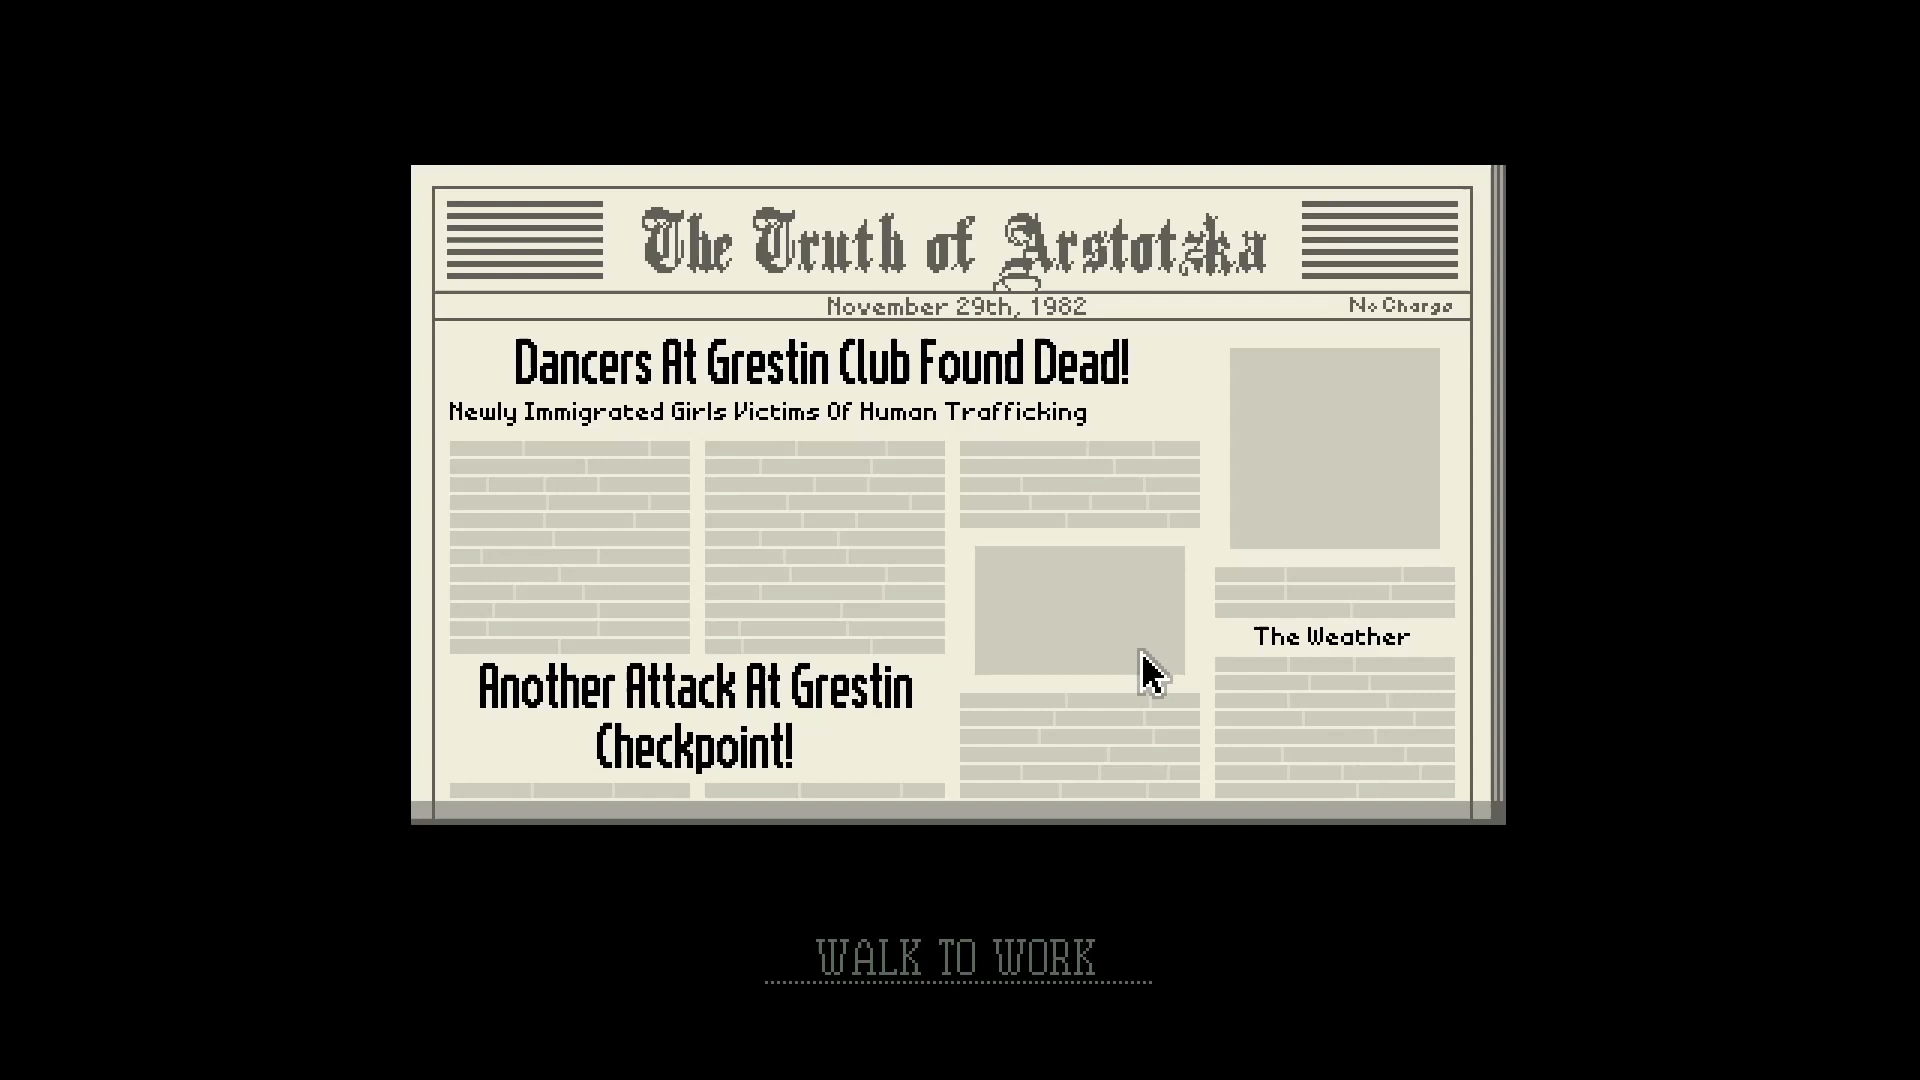 The Truth of Arstotzka
November 29th, 1982
No Charge
Dancers At Grestin Club Found Dead!
Newly Immigrated Girls Victims Of Human Trafficking
The Weather
Another Attack At Grestin
Checkpoint!
WALK TO WORK